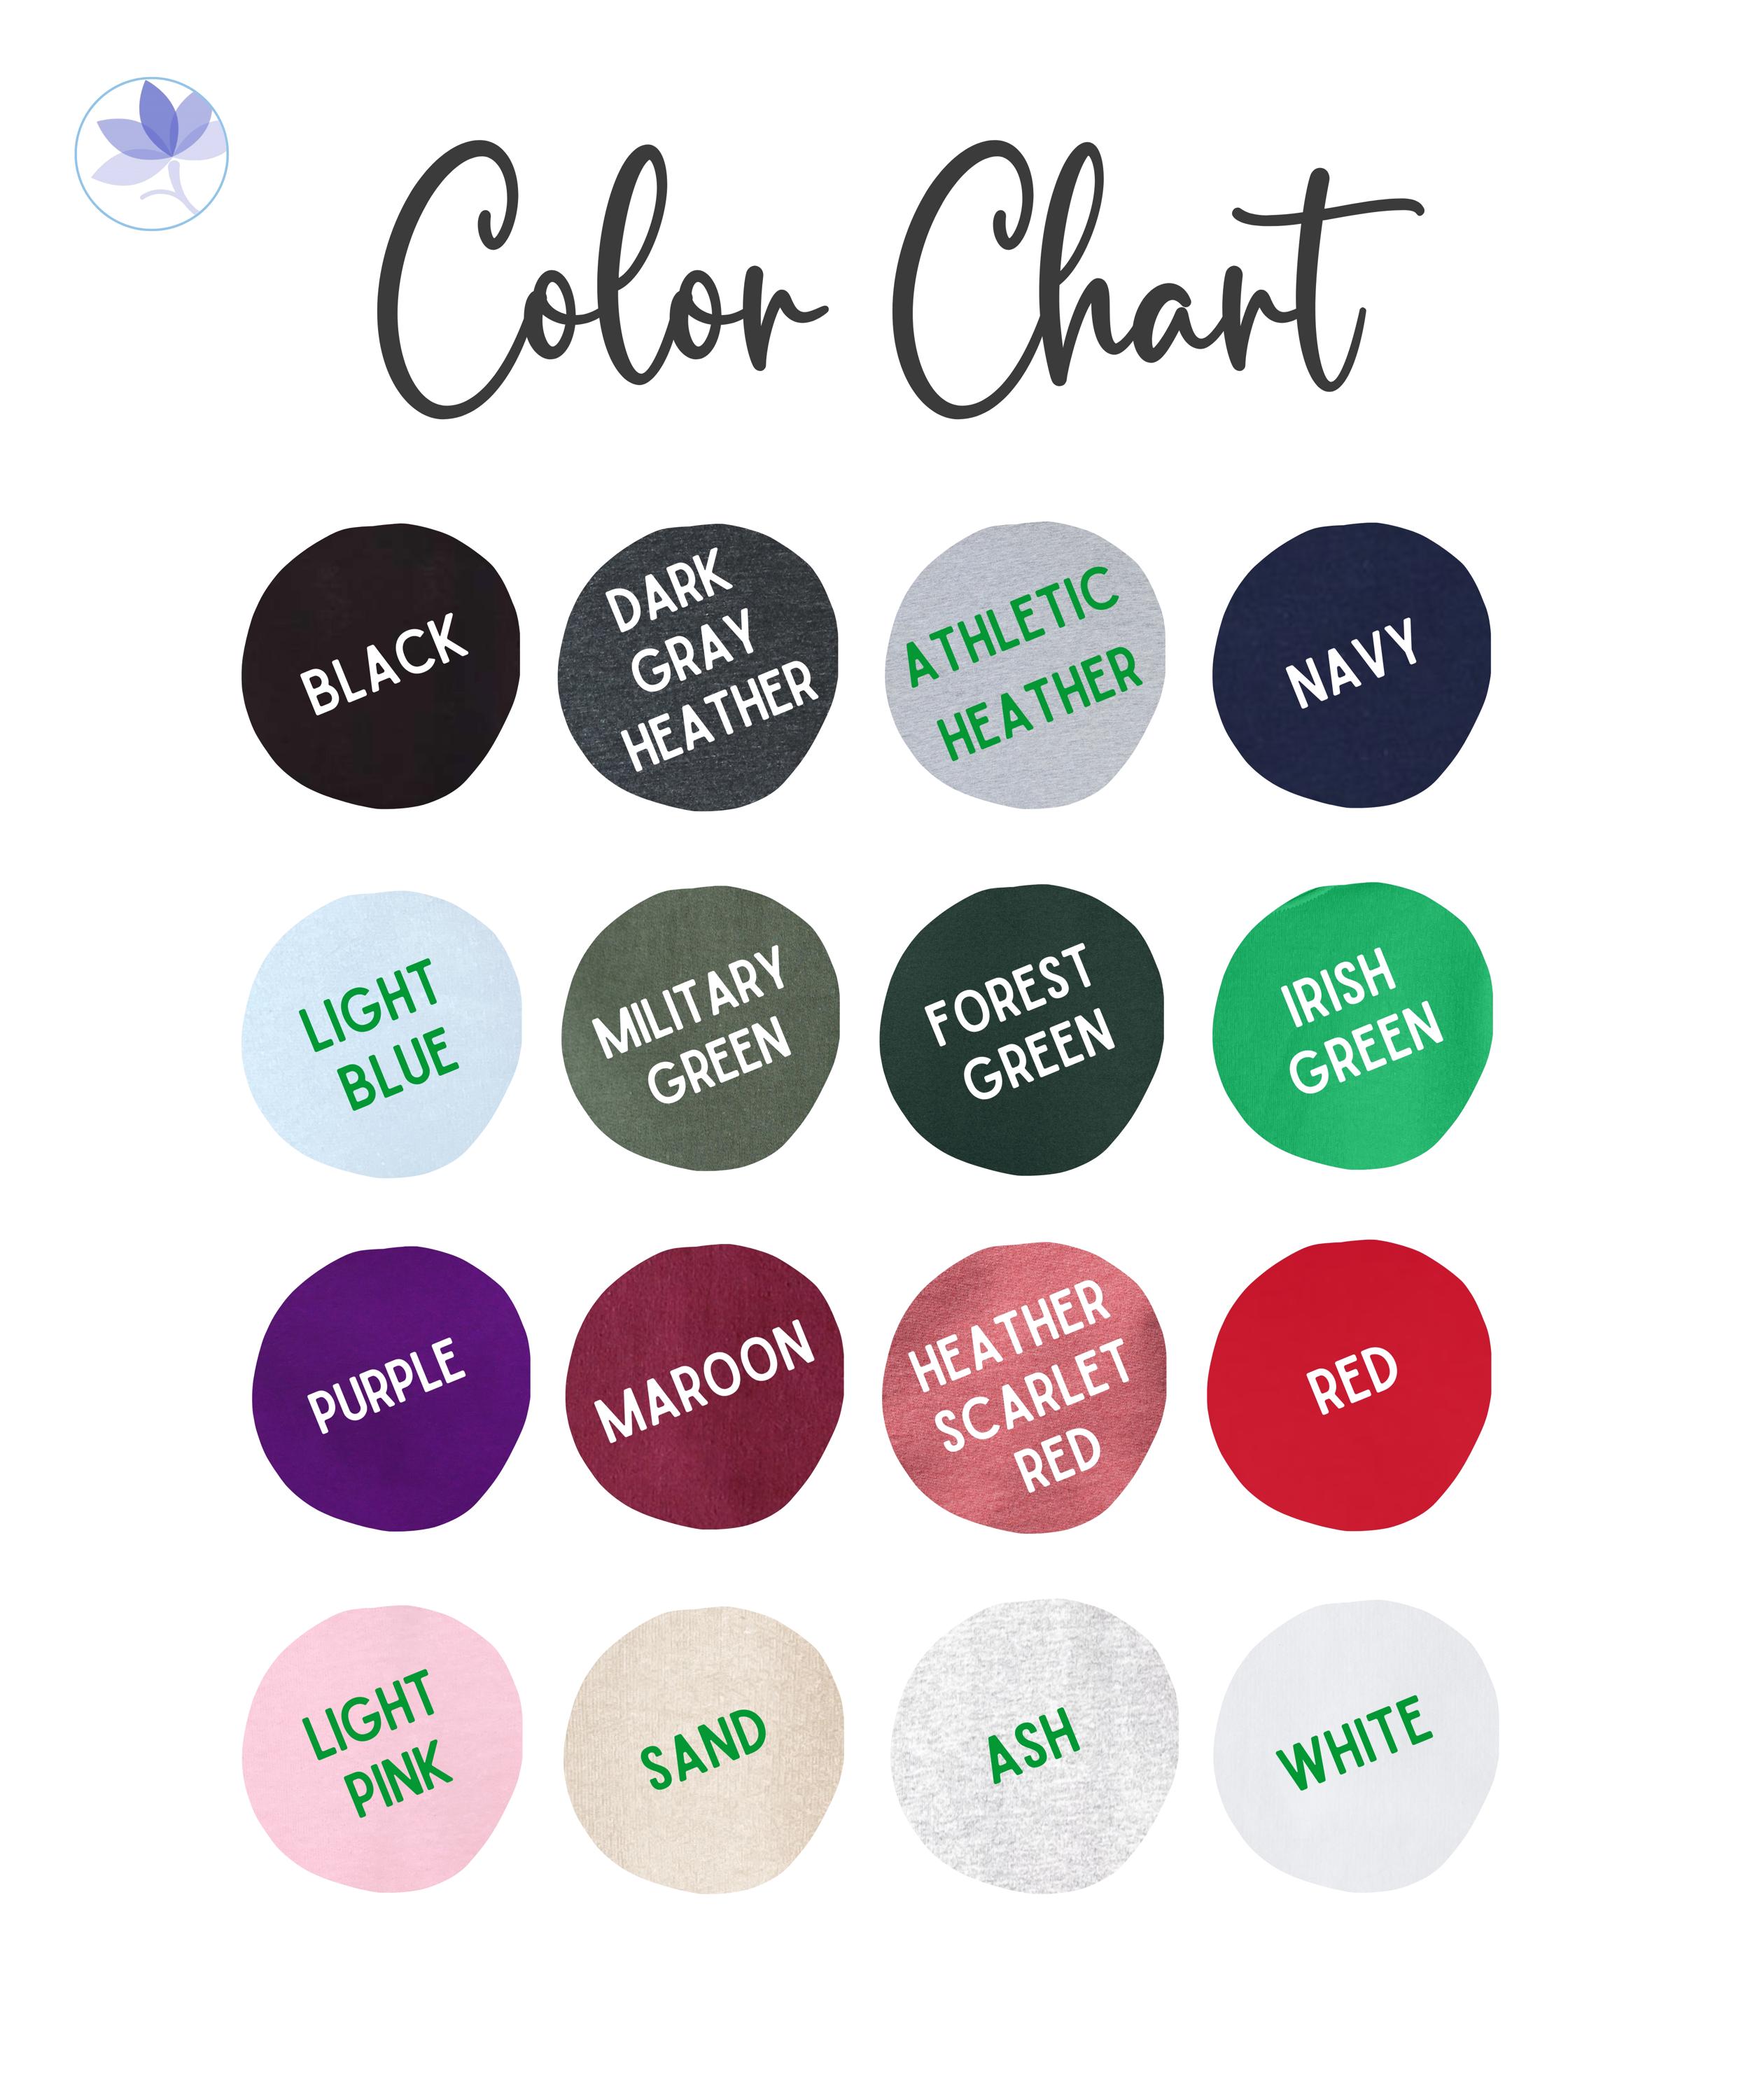 Color Chart
BLACK
DARK
GRAY
HEATHER
ATHLETIC
HEATHER
NAVY
LIGHT
BLUE
MILITARY
GREEN
FOREST
GREEN
IRISH
GREEN
PURPLE
MAROON
HEATHER
SCARLET
RED
RED
LIGHT
PINK
SAND
ASH
WHITE